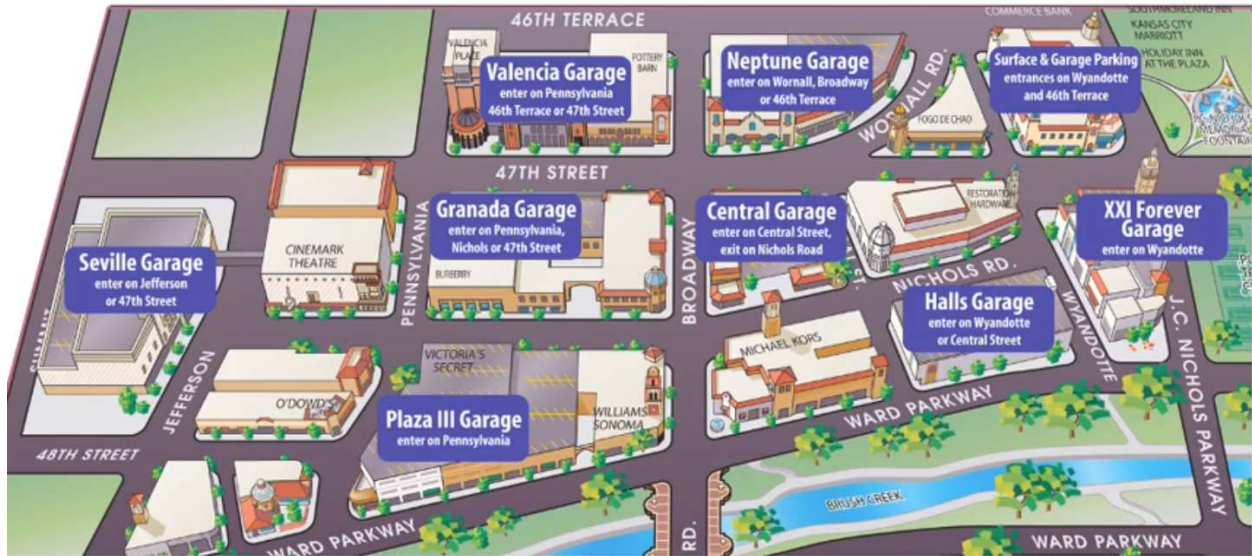 46TH TERRACE
COMMERCE BANK
KANSAS CITY
MARRIOTT
HOLIDAY INN
AT THE PLAZA
VALENCIA
PLACE
POTTERY
BARN
Valencia Garage
enter on Pennsylvania
46th Terrace or 47th Street
Neptune Garage
enter on Wornall, Broadway
or 46th Terrace
WORNALL RD.
Surface & Garage Parking
entrances on Wyandotte
and 46th Terrace
FOGO DE CHAO
FOUNTAIN
47TH STREET
Seville Garage
enter on Jefferson
or 47th Street
CINEMARK
THEATRE
PENNSYLVANIA
Granada Garage
enter on Pennsylvania,
Nichols or 47th Street
BURBERRY
BROADWAY
Central Garage
enter on Central Street,
exit on Nichols Road
RESTORATION
HARDWARE
NICHOLS RD.
XXI Forever
Garage
enter on Wyandotte
Halls Garage
enter on Wyandotte
or Central Street
WYANDOTTE
J.C. NICHOLS PARKWAY
JEFFERSON
O'DOWD'S
VICTORIA'S
SECRET
Plaza III Garage
enter on Pennsylvania
WILLIAMS
SONOMA
MICHAEL KORS
WARD PARKWAY
48TH STREET
BRUSH CREEK
WARD PARKWAY
RD.
WARD PARKWAY